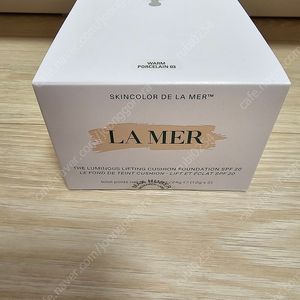 WARM
PORCELAIN 03
SKINCOLOR DE LA MER™
LA MER
THE LUMINOUS LIFTING CUSHION FOUNDATION SPF 20
LE FOND DE TEINT CUSHION - LIFT ET ÉCLAT SPF 20